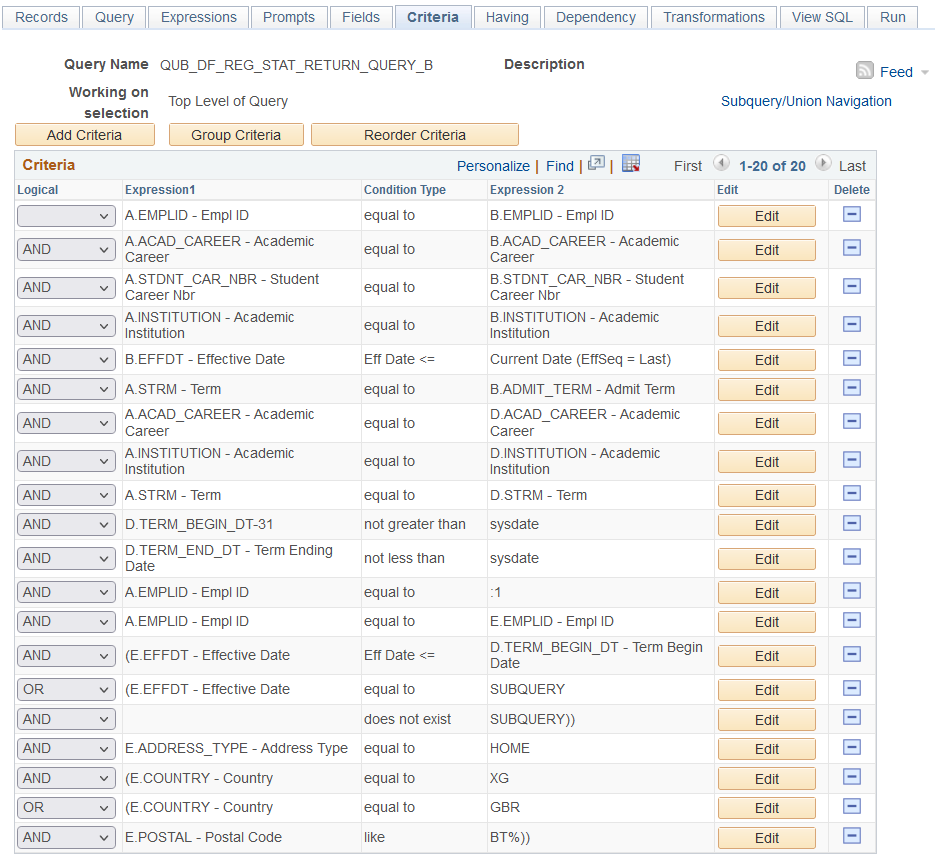 Records Query Expressions Prompts Fields Criteria Having Dependency Transformations View SQL Run
Query Name QUB_DF_REG_STAT_RETURN_QUERY_B Description
Feed
Working on
selection Top Level of Query Subquery/Union Navigation
Add Criteria Group Criteria Reorder Criteria
Criteria Personalize | Find | First 1-20 of 20 Last
Logical Expression1 Condition Type Expression 2 Edit Delete
A.EMPLID - Empl ID equal to B.EMPLID - Empl ID Edit
AND A.ACAD_CAREER - Academic Career equal to B.ACAD_CAREER - Academic Career Edit
AND A.STDNT_CAR_NBR - Student Career Nbr equal to B.STDNT_CAR_NBR - Student Career Nbr Edit
AND A.INSTITUTION - Academic Institution equal to B.INSTITUTION - Academic Institution Edit
AND B.EFFDT - Effective Date Eff Date <= Current Date (EffSeq = Last) Edit
AND A.STRM - Term equal to B.ADMIT_TERM - Admit Term Edit
AND A.ACAD_CAREER - Academic Career equal to D.ACAD_CAREER - Academic Career Edit
AND A.INSTITUTION - Academic Institution equal to D.INSTITUTION - Academic Institution Edit
AND A.STRM - Term equal to D.STRM - Term Edit
AND D.TERM_BEGIN_DT-31 not greater than sysdate Edit
AND D.TERM_END_DT - Term Ending Date not less than sysdate Edit
AND A.EMPLID - Empl ID equal to :1 Edit
AND A.EMPLID - Empl ID equal to E.EMPLID - Empl ID Edit
AND (E.EFFDT - Effective Date Eff Date <= D.TERM_BEGIN_DT - Term Begin Date Edit
OR (E.EFFDT - Effective Date equal to SUBQUERY Edit
AND does not exist SUBQUERY)) Edit
AND E.ADDRESS_TYPE - Address Type equal to HOME Edit
AND (E.COUNTRY - Country equal to XG Edit
OR (E.COUNTRY - Country equal to GBR Edit
AND E.POSTAL - Postal Code like BT%)) Edit